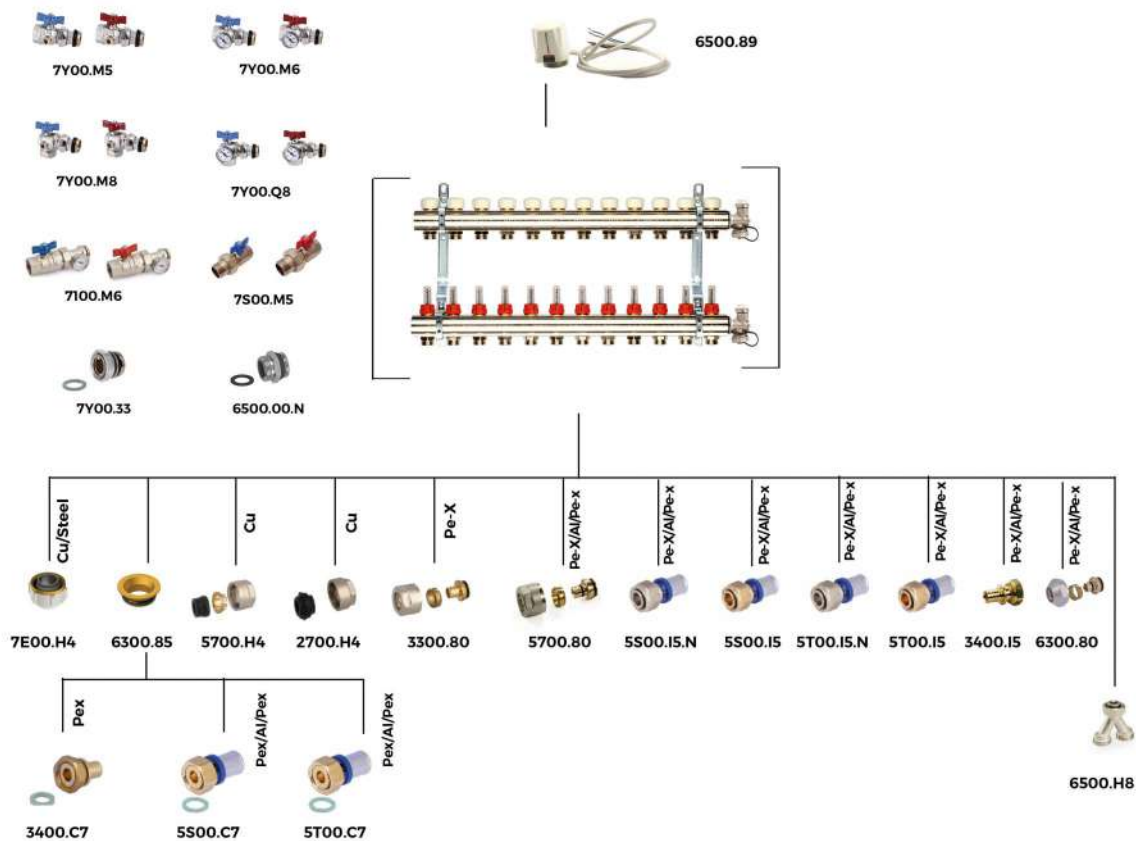 6500.89
7Y00.M5
7Y00.M6
7Y00.M8
7Y00.Q8
7100.M6
7S00.M5
7Y00.33
6500.00.N
Cu/Steel
Cu
Cu
Pe-X
Pe-X/Al/Pe-x
Pe-X/Al/Pe-x
Pe-X/Al/Pe-x
Pe-X/Al/Pe-x
Pe-X/Al/Pe-x
Pe-X/Al/Pe-x
Pe-X/Al/Pe-x
7E00.H4
6300.85
5700.H4
2700.H4
3300.80
5700.80
5S00.I5.N
5S00.I5
5T00.I5.N
5T00.I5
3400.I5
6300.80
Pex
Pex/Al/Pex
Pex/Al/Pex
6500.H8
3400.C7
5S00.C7
5T00.C7